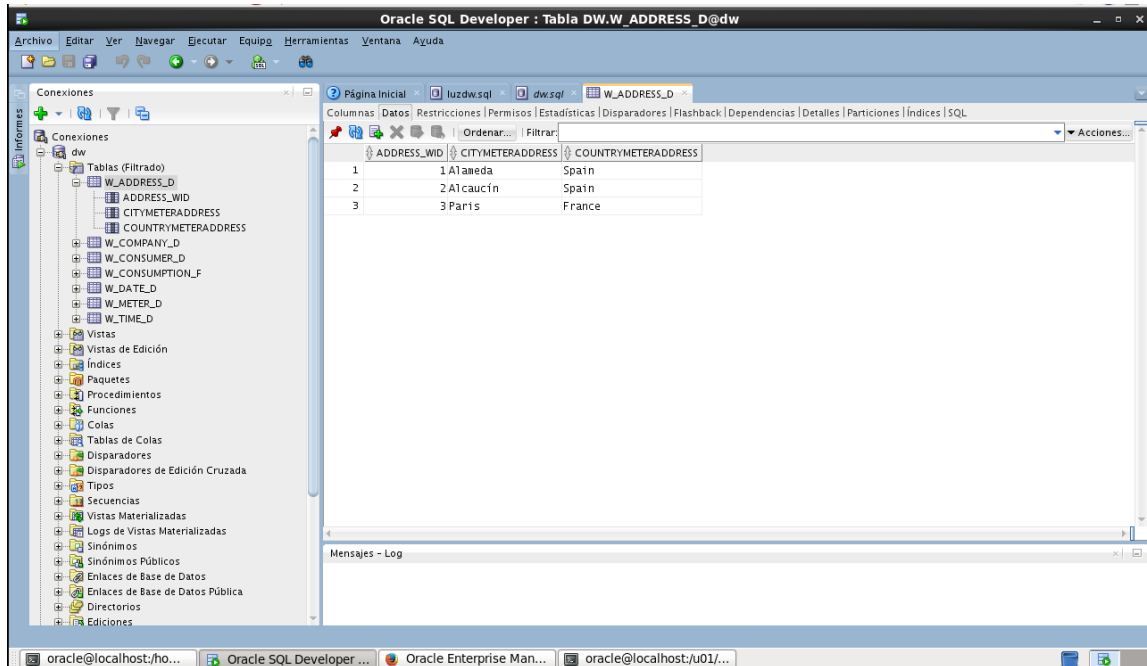 Oracle SQL Developer : Tabla DW.W_ADDRESS_D@dw
Archivo Editar Ver Navegar Ejecutar Equipo Herramientas Ventana Ayuda
Conexiones
Informes
Conexiones
dw
Tablas (Filtrado)
W_ADDRESS_D
ADDRESS_WID
CITYMETERADDRESS
COUNTRYMETERADDRESS
W_COMPANY_D
W_CONSUMER_D
W_CONSUMPTION_F
W_DATE_D
W_METER_D
W_TIME_D
Vistas
Vistas de Edición
Índices
Paquetes
Procedimientos
Funciones
Colas
Tablas de Colas
Disparadores
Disparadores de Edición Cruzada
Tipos
Secuencias
Vistas Materializadas
Logs de Vistas Materializadas
Sinónimos
Sinónimos Públicos
Enlaces de Base de Datos
Enlaces de Base de Datos Pública
Directorios
Ediciones
Página Inicial luzdw.sql dw.sql W_ADDRESS_D
Columnas Datos Restricciones Permisos Estadísticas Disparadores Flashback Dependencias Detalles Particiones Índices SQL
Ordenar... Filtrar: Acciones...
ADDRESS_WID CITYMETERADDRESS COUNTRYMETERADDRESS
1 1 Alameda Spain
2 2 Alcaucín Spain
3 3 Paris France
Mensajes - Log
oracle@localhost:/ho... Oracle SQL Developer ... Oracle Enterprise Man... oracle@localhost:/u01/...